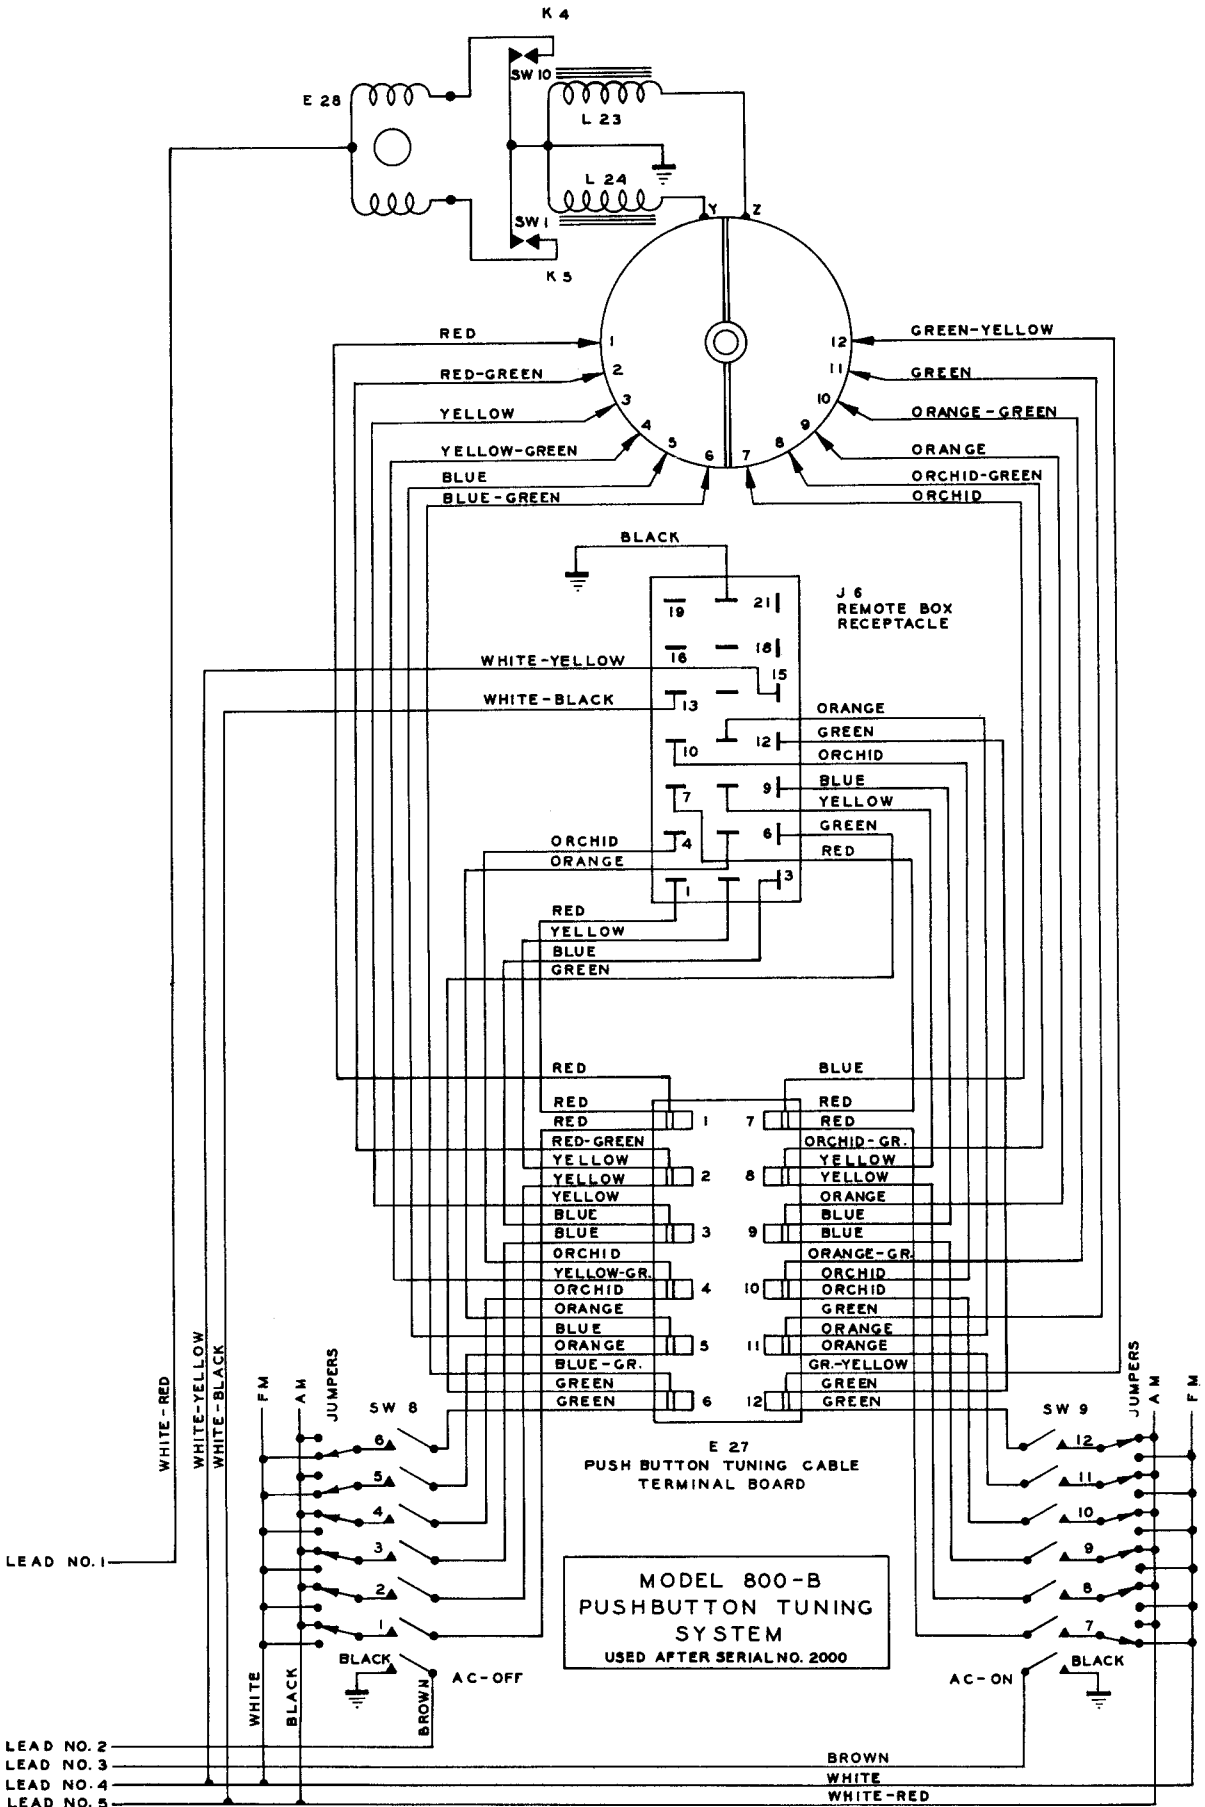 K 4
SW 10
E 28
L 23
L 24
Y Z
SW 1
K 5
RED 1 12 GREEN-YELLOW
RED-GREEN 2 11 GREEN
YELLOW 3 10 ORANGE-GREEN
YELLOW-GREEN 4 9 ORANGE
BLUE 5 8 ORCHID-GREEN
BLUE-GREEN 6 7 ORCHID
BLACK
19 21
J 6
REMOTE BOX
RECEPTACLE
16 18
WHITE-YELLOW 15
WHITE-BLACK 13
ORANGE
10 12 GREEN
ORCHID
7 9 BLUE
YELLOW
ORCHID 4 6 GREEN
ORANGE RED
1 3
RED
YELLOW
BLUE
GREEN
RED BLUE
RED RED
RED 1 7 RED
RED-GREEN ORCHID-GR.
YELLOW YELLOW
YELLOW 2 8 YELLOW
YELLOW ORANGE
BLUE BLUE
BLUE 3 9 BLUE
ORCHID ORANGE-GR.
YELLOW-GR. ORCHID
ORCHID 4 10 ORCHID
ORANGE GREEN
BLUE ORANGE
ORANGE 5 11 ORANGE
BLUE-GR. GR.-YELLOW
GREEN GREEN
GREEN 6 12 GREEN
WHITE-RED
WHITE-YELLOW
WHITE-BLACK
FM
AM
JUMPERS
SW 8
SW 9
JUMPERS
AM
FM
E 27
PUSH BUTTON TUNING CABLE
TERMINAL BOARD
6 12
5 11
4 10
3 9
2 8
1 7
LEAD NO. 1
MODEL 800-B
PUSHBUTTON TUNING
SYSTEM
USED AFTER SERIAL NO. 2000
BLACK BLACK
AC-OFF AC-ON
WHITE
BLACK
BROWN
LEAD NO. 2
LEAD NO. 3 BROWN
LEAD NO. 4 WHITE
LEAD NO. 5 WHITE-RED